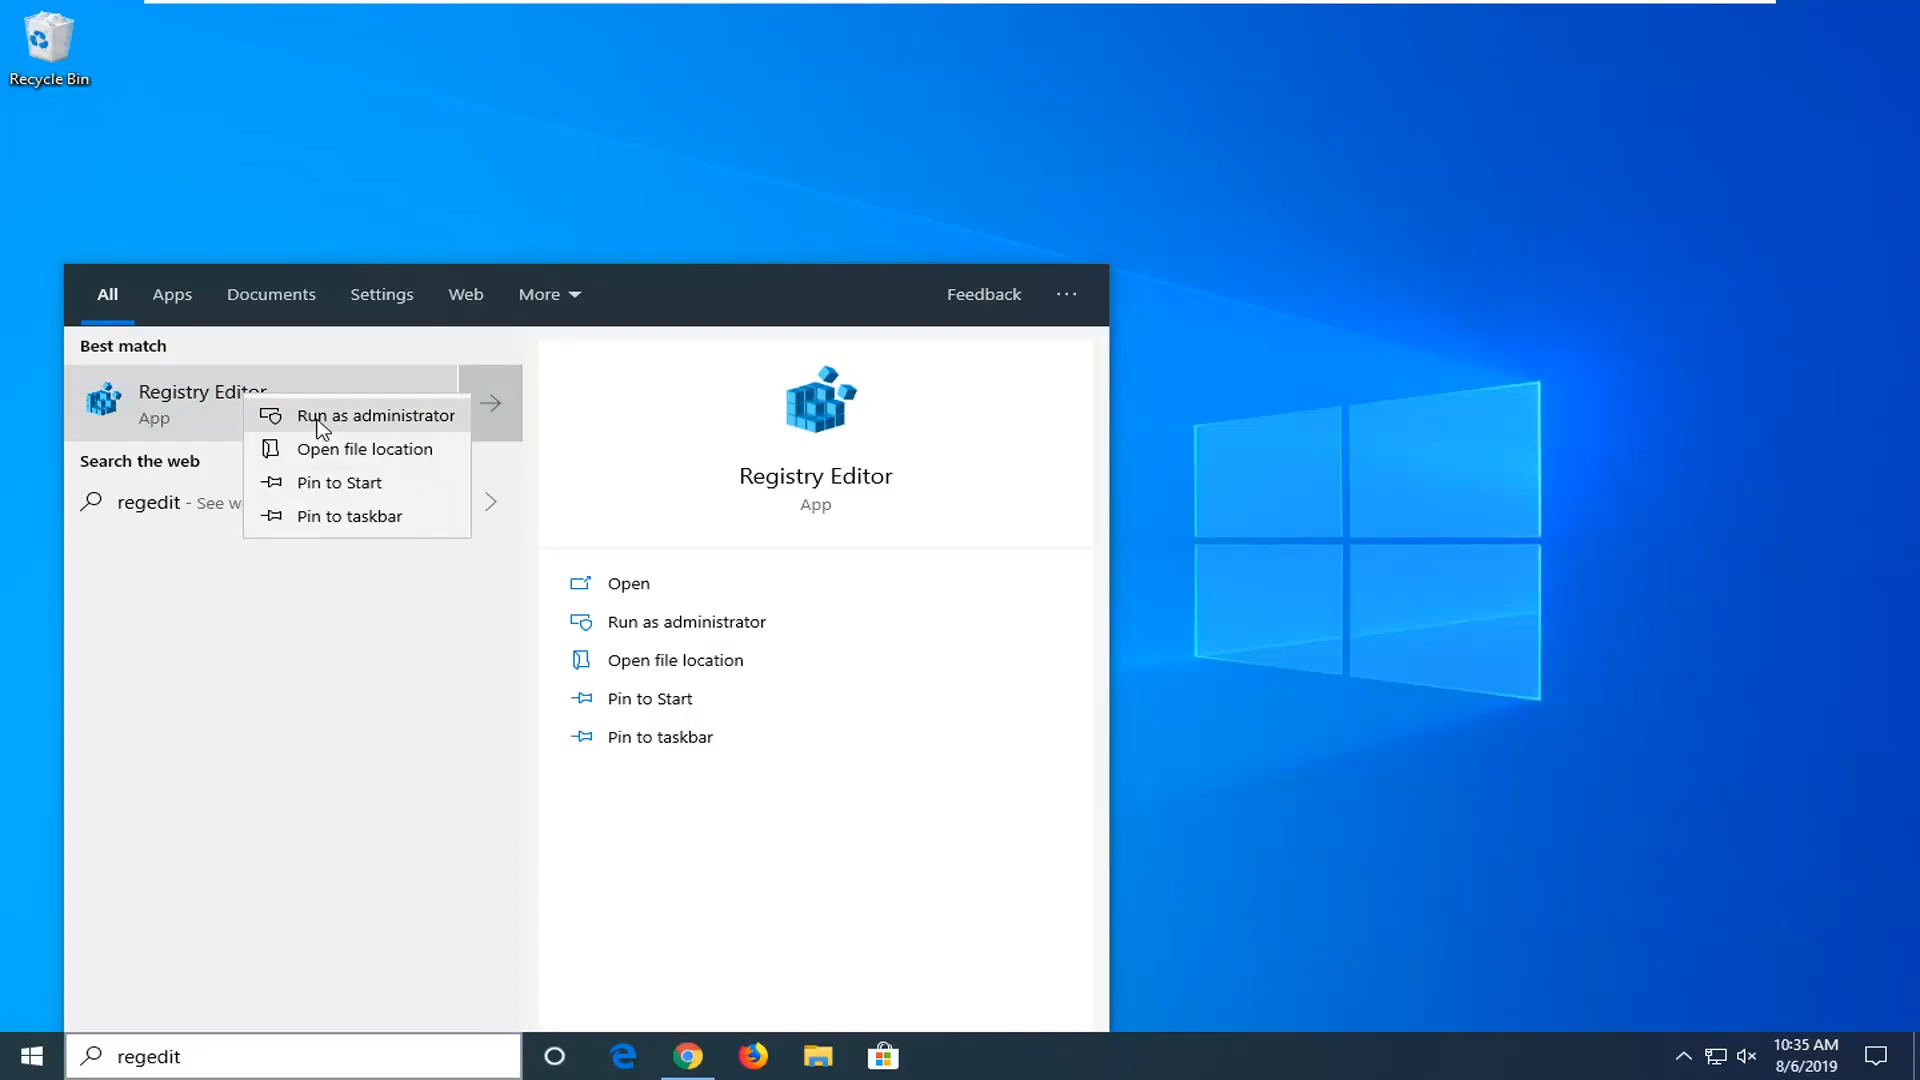 Recycle Bin
All Apps Documents Settings Web More Feedback
Best match
Registry Editor
App
Run as administrator
Open file location
Pin to Start
Pin to taskbar
Search the web
regedit - See w
Registry Editor
App
Open
Run as administrator
Open file location
Pin to Start
Pin to taskbar
regedit
10:35 AM
8/6/2019